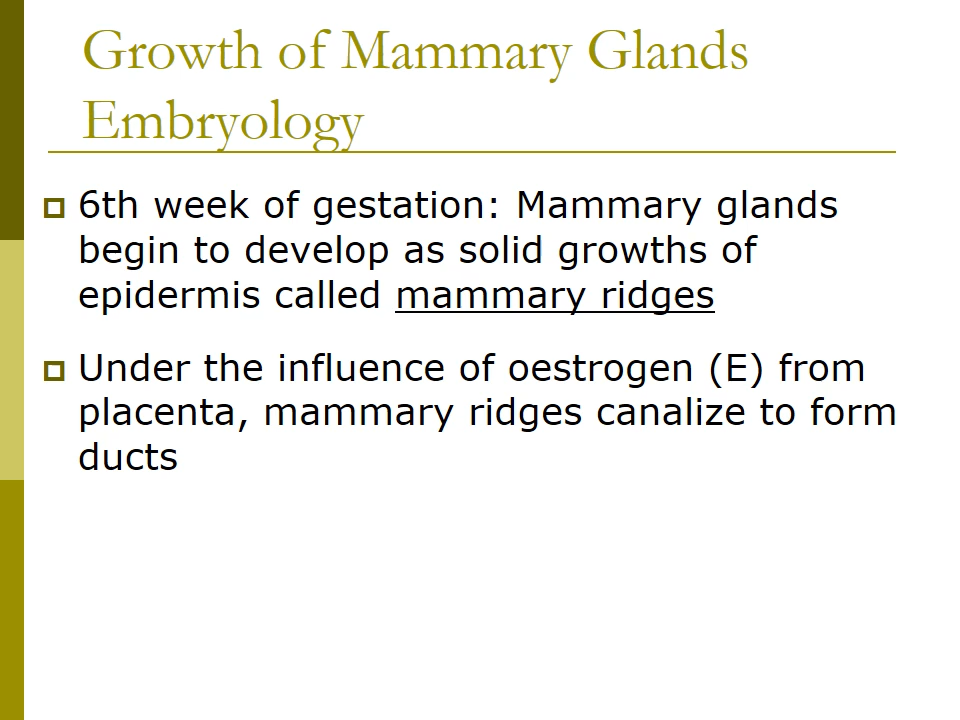 Growth of Mammary Glands
Embryology
6th week of gestation: Mammary glands
begin to develop as solid growths of
epidermis called mammary ridges
Under the influence of oestrogen (E) from
placenta, mammary ridges canalize to form
ducts